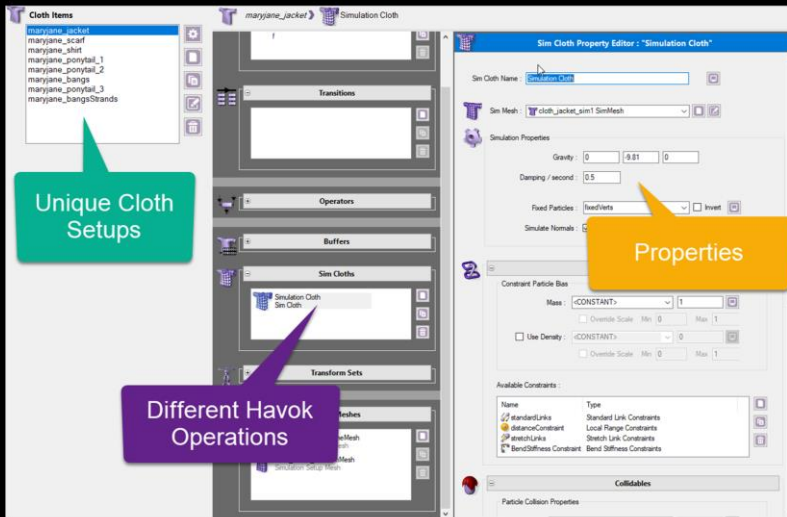 Cloth Items
maryjane_jacket
maryjane_scarf
maryjane_shirt
maryjane_ponytail_1
maryjane_ponytail_2
maryjane_bangs
maryjane_ponytail_3
maryjane_bangsStrands
Unique Cloth
Setups
maryjane_jacket
Simulation Cloth
Transitions
Operators
Buffers
Sim Cloths
Simulation Cloth
Sim Cloth
Transform Sets
Different Havok
Operations
Meshes
Simulation Setup Mesh
Sim Cloth Property Editor : "Simulation Cloth"
Sim Cloth Name : Simulation Cloth
Sim Mesh : cloth_jacket_sim1 SimMesh
Simulation Properties
Gravity : 0 -9.81 0
Damping / second : 0.5
Fixed Particles : fixedVerts Invert
Simulate Normals :
Properties
Constraint Particle Bias
Mass : <CONSTANT> 1
Override Scale Min 0 Max 1
Use Density : <CONSTANT> 0
Override Scale Min 0 Max 1
Available Constraints :
Name Type
standardLinks Standard Link Constraints
distanceConstraint Local Range Constraints
stretchLinks Stretch Link Constraints
BendStiffness Constraint Bend Stiffness Constraints
Collidables
Particle Collision Properties